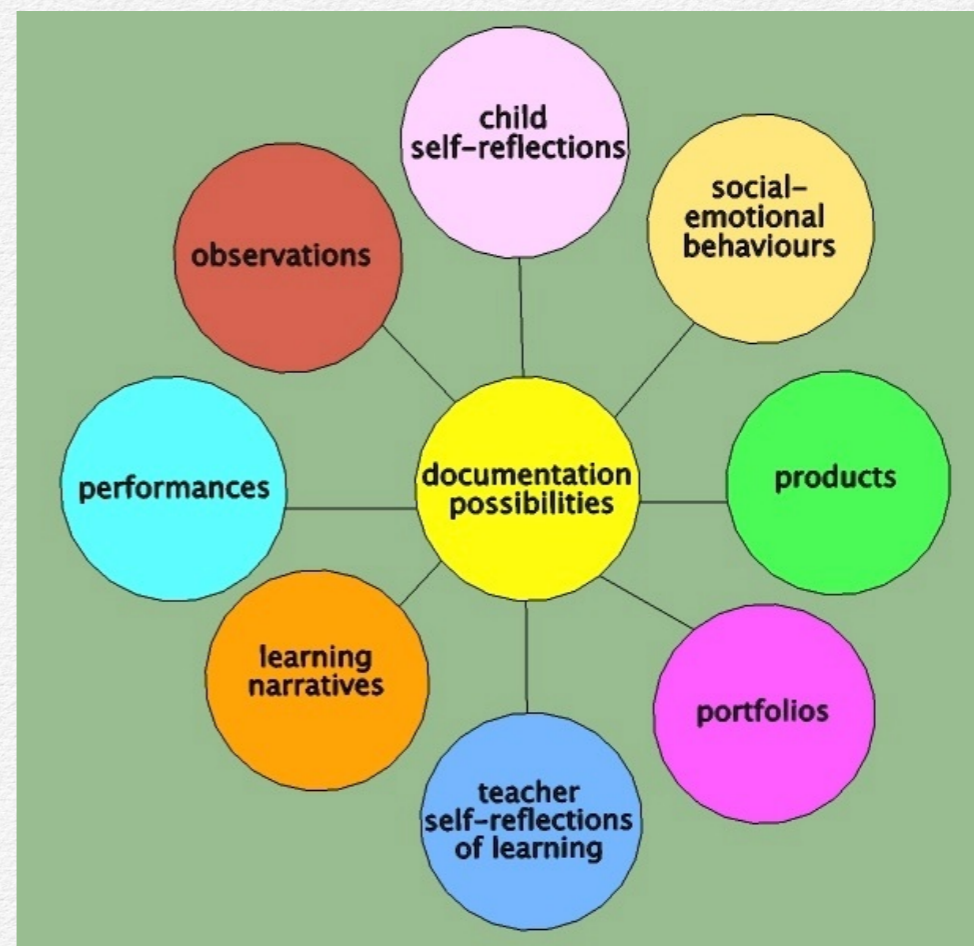 child
self-reflections
social-
emotional
behaviours
observations
documentation
possibilities
products
performances
learning
narratives
portfolios
teacher
self-reflections
of learning